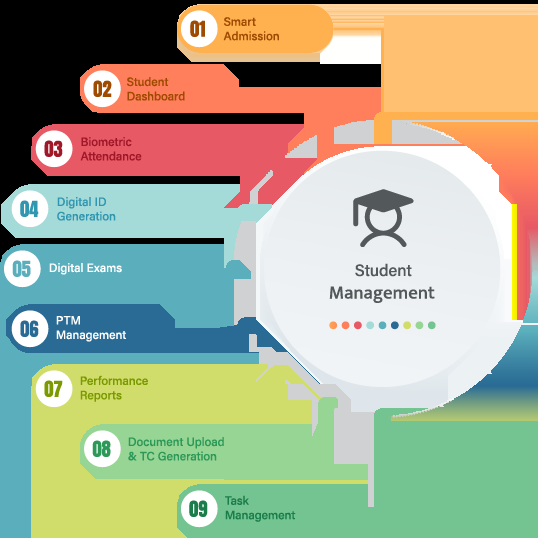 01
Smart
Admission
02
Student
Dashboard
03
Biometric
Attendance
04
Digital ID
Generation
05
Digital Exams
06
PTM
Management
07
Performance
Reports
08
Document Upload
& TC Generation
09
Task
Management
Student
Management